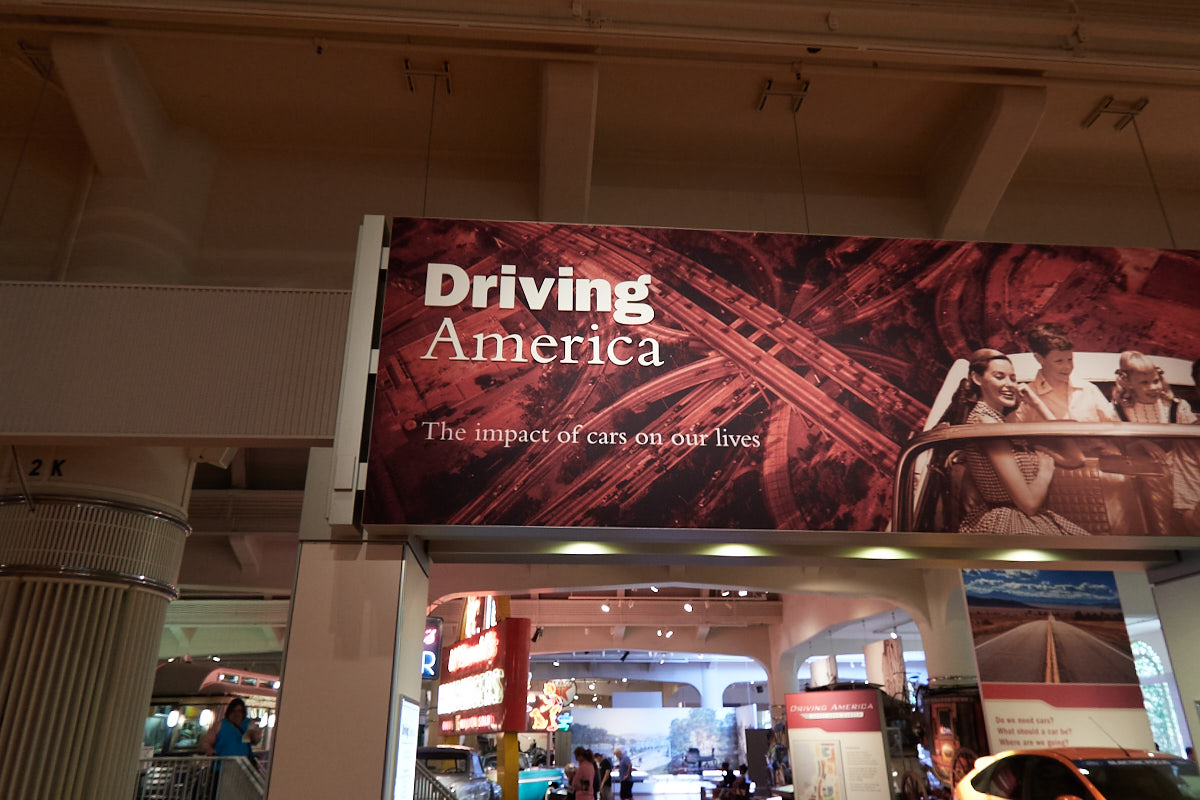 Driving
America
The impact of cars on our lives
2 K
R
DRIVING AMERICA
Do we need cars?
What should a car be?
Where are we going?